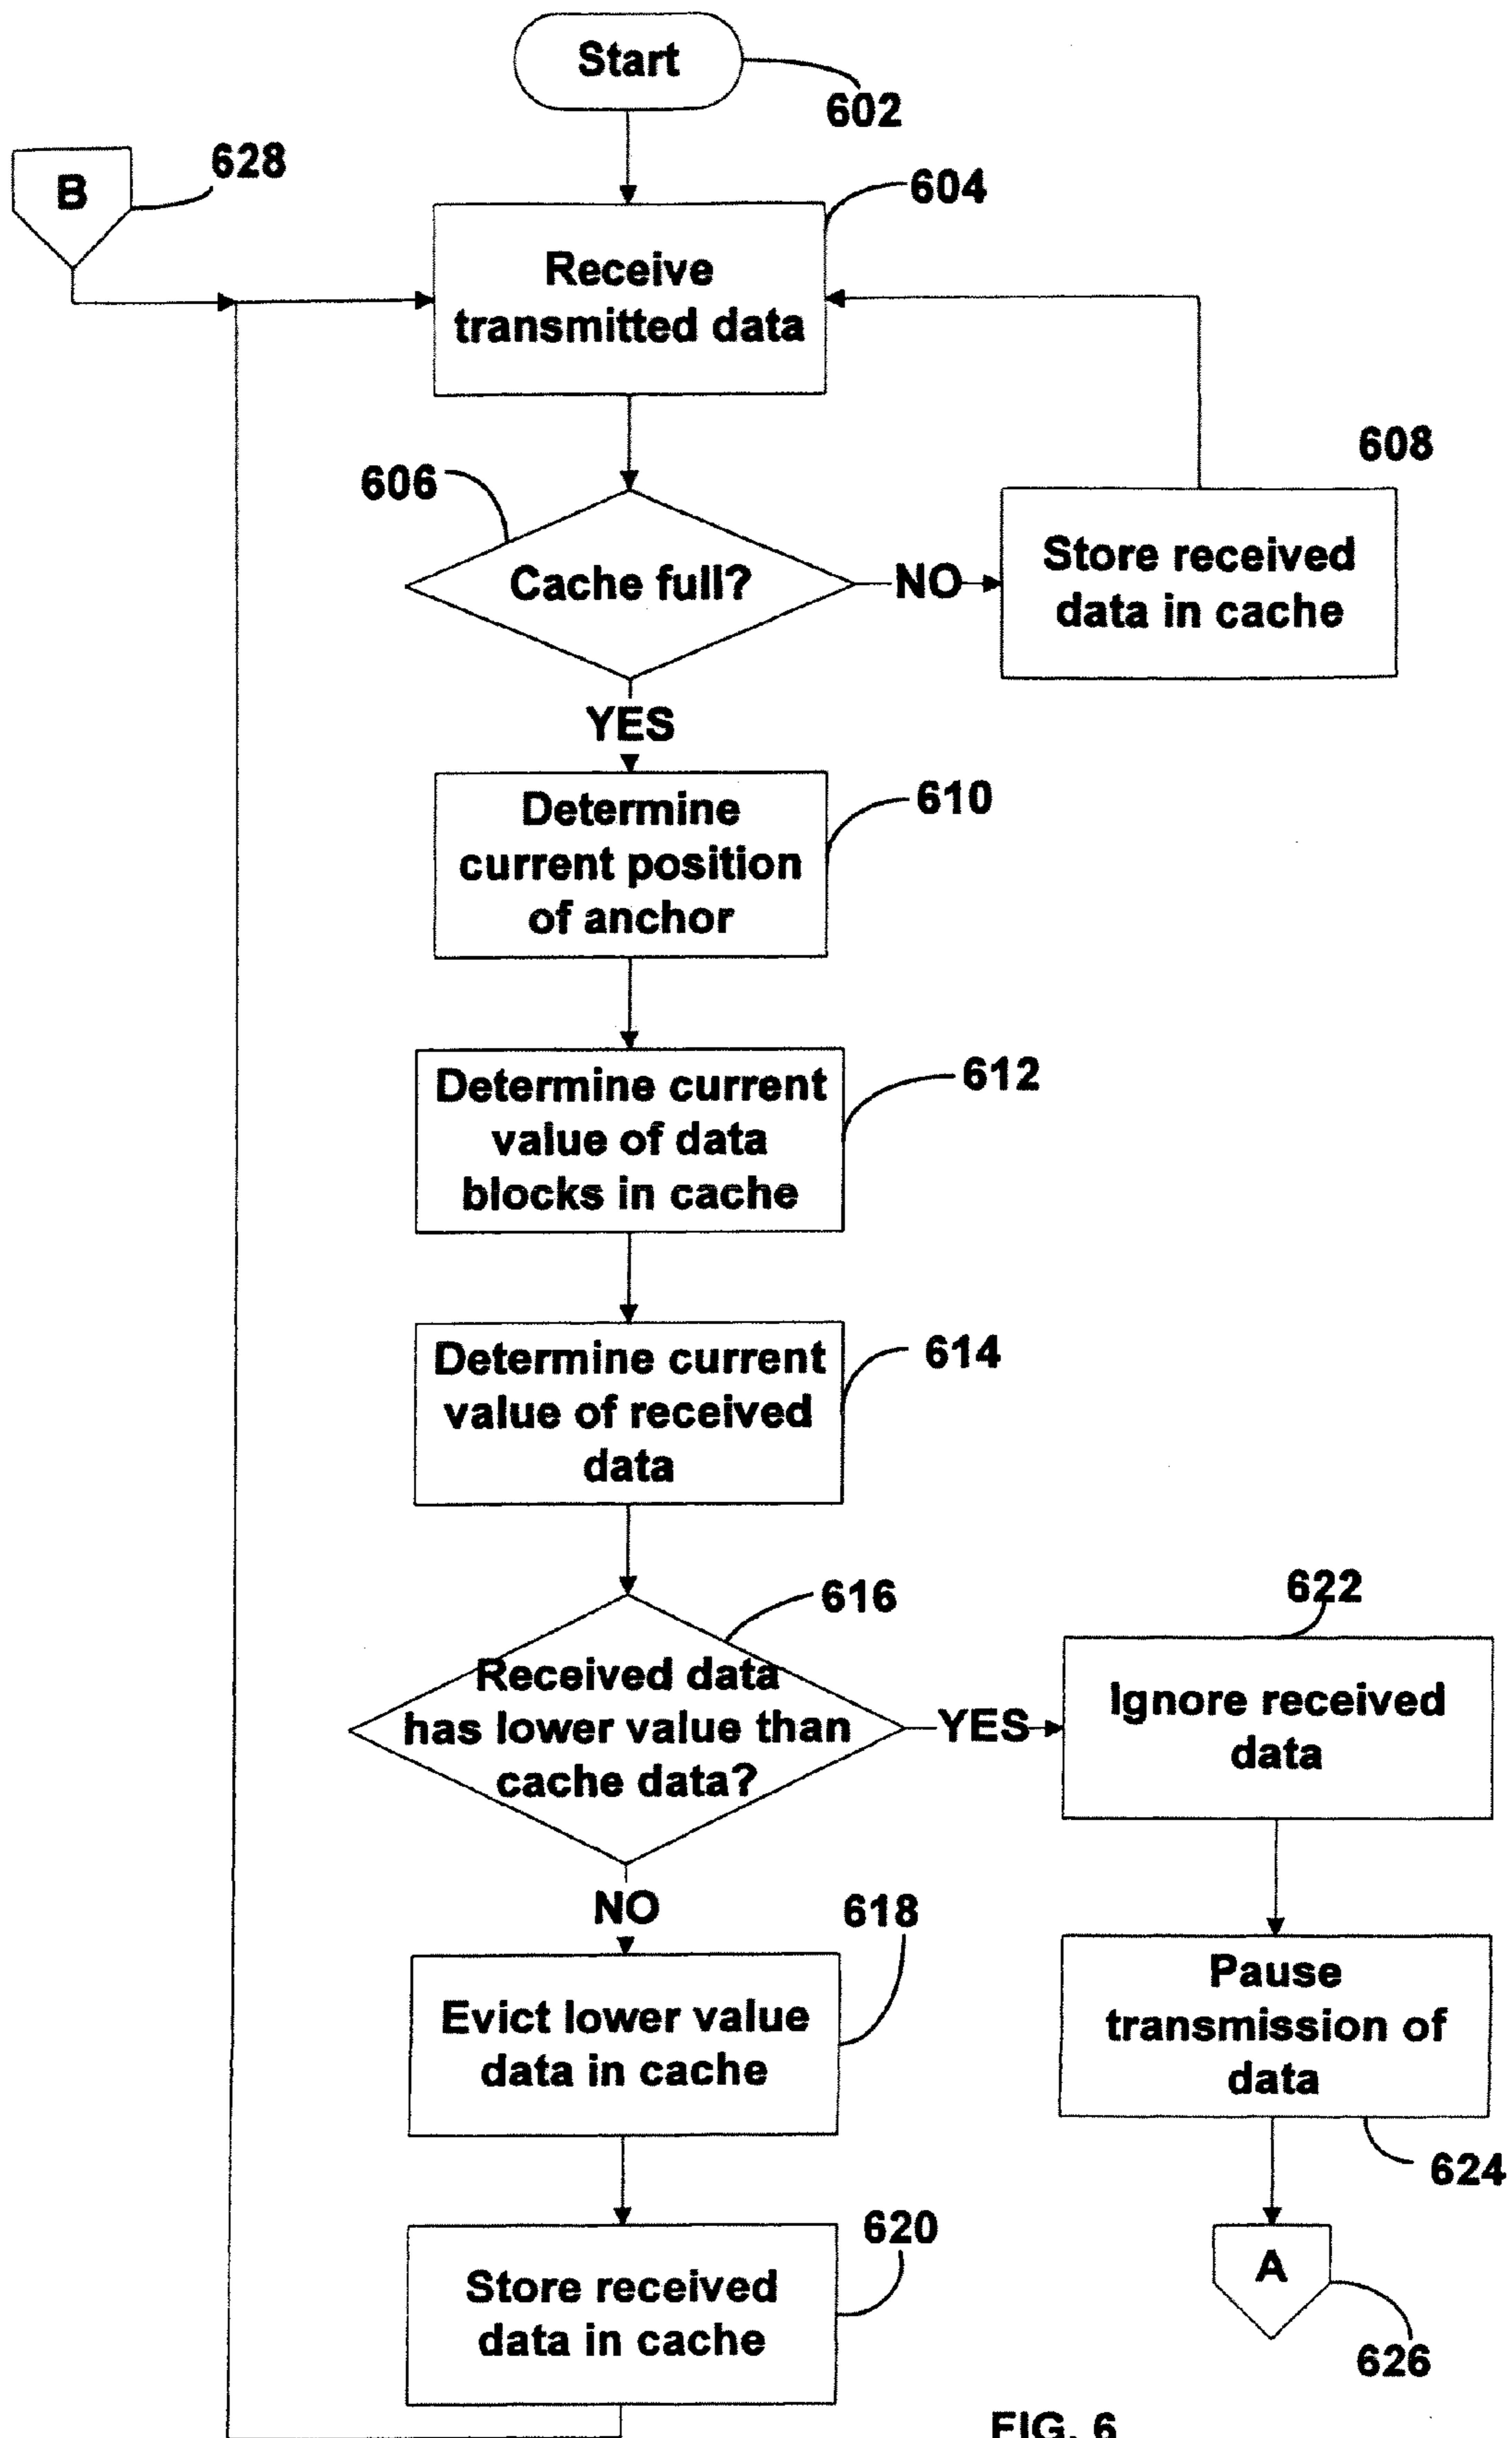 Start
602
B
628
604
Receive
transmitted data
606
608
Cache full?
NO
Store received
data in cache
YES
Determine
current position
of anchor
610
Determine current
value of data
blocks in cache
612
Determine current
value of received
data
614
616
622
Received data
has lower value than
cache data?
YES
Ignore received
data
NO
618
Evict lower value
data in cache
Pause
transmission of
data
624
620
Store received
data in cache
A
626
FIG. 6